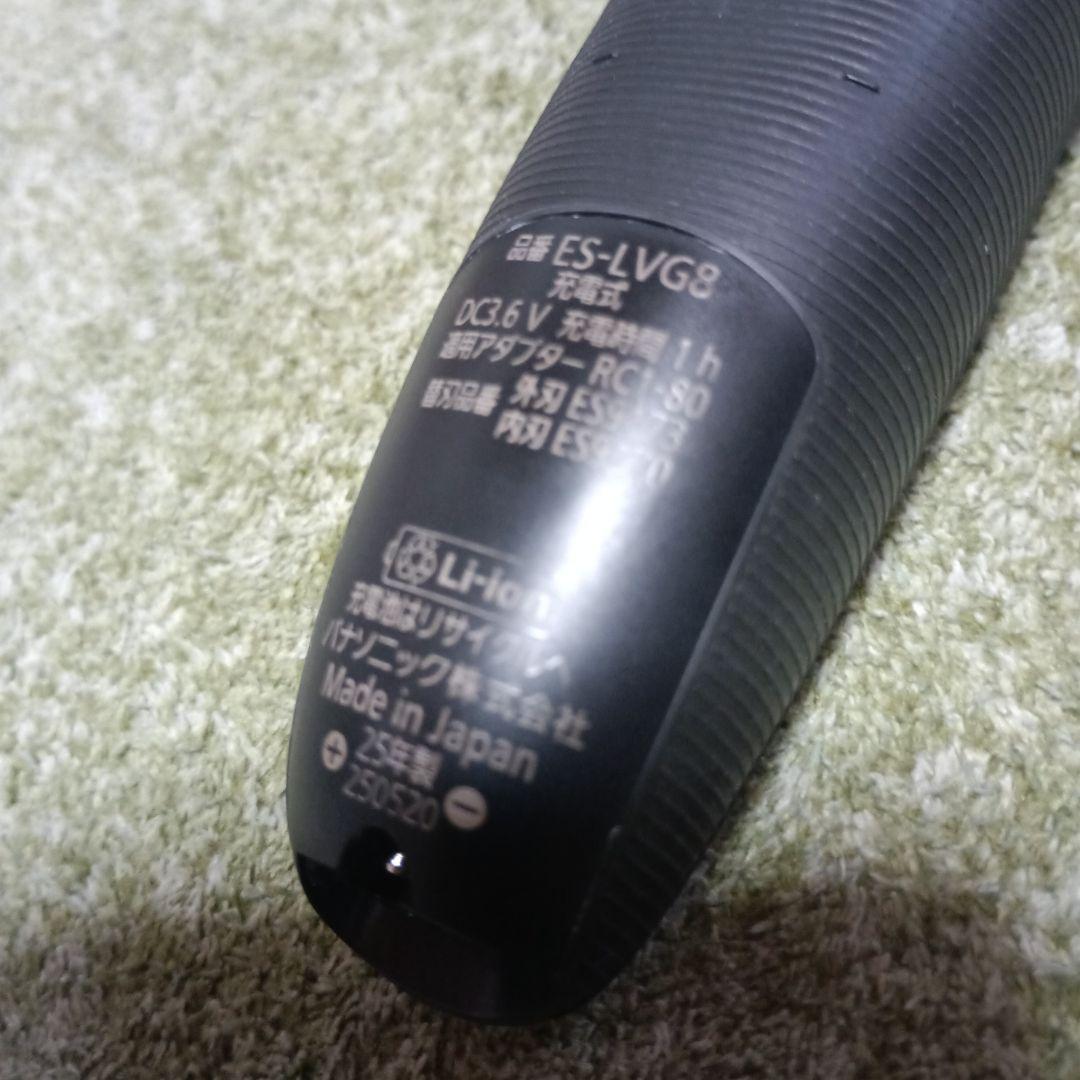 品番 ES-LVG8
充電式
DC3.6 V 充電時間 1 h
適用アダプター RC1-80
替刃品番 外刃
内刃
Li-ion
充電池はリサイクルへ
パナソニック株式会社
Made in Japan
25年製
250520